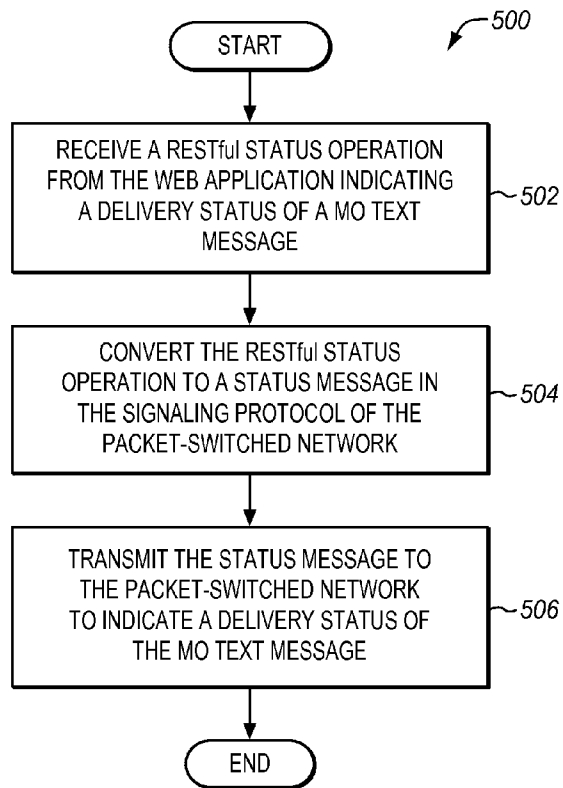 START
500
RECEIVE A RESTful STATUS OPERATION
FROM THE WEB APPLICATION INDICATING
A DELIVERY STATUS OF A MO TEXT
MESSAGE
502
CONVERT THE RESTful STATUS
OPERATION TO A STATUS MESSAGE IN
THE SIGNALING PROTOCOL OF THE
PACKET-SWITCHED NETWORK
504
TRANSMIT THE STATUS MESSAGE TO
THE PACKET-SWITCHED NETWORK
TO INDICATE A DELIVERY STATUS OF
THE MO TEXT MESSAGE
506
END